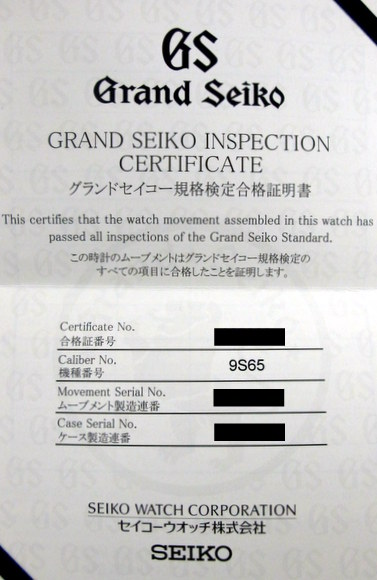 GS
Grand Seiko
GRAND SEIKO INSPECTION
CERTIFICATE
グランドセイコー規格検定合格証明書
This certifies that the watch movement assembled in this watch has
passed all inspections of the Grand Seiko Standard.
この時計のムーブメントはグランドセイコー規格検定の
すべての項目に合格したことを証明します。
Certificate No.
合格証番号
Caliber No.
機種番号
9S65
Movement Serial No.
ムーブメント製造連番
Case Serial No.
ケース製造連番
SEIKO WATCH CORPORATION
セイコーウオッチ株式会社
SEIKO